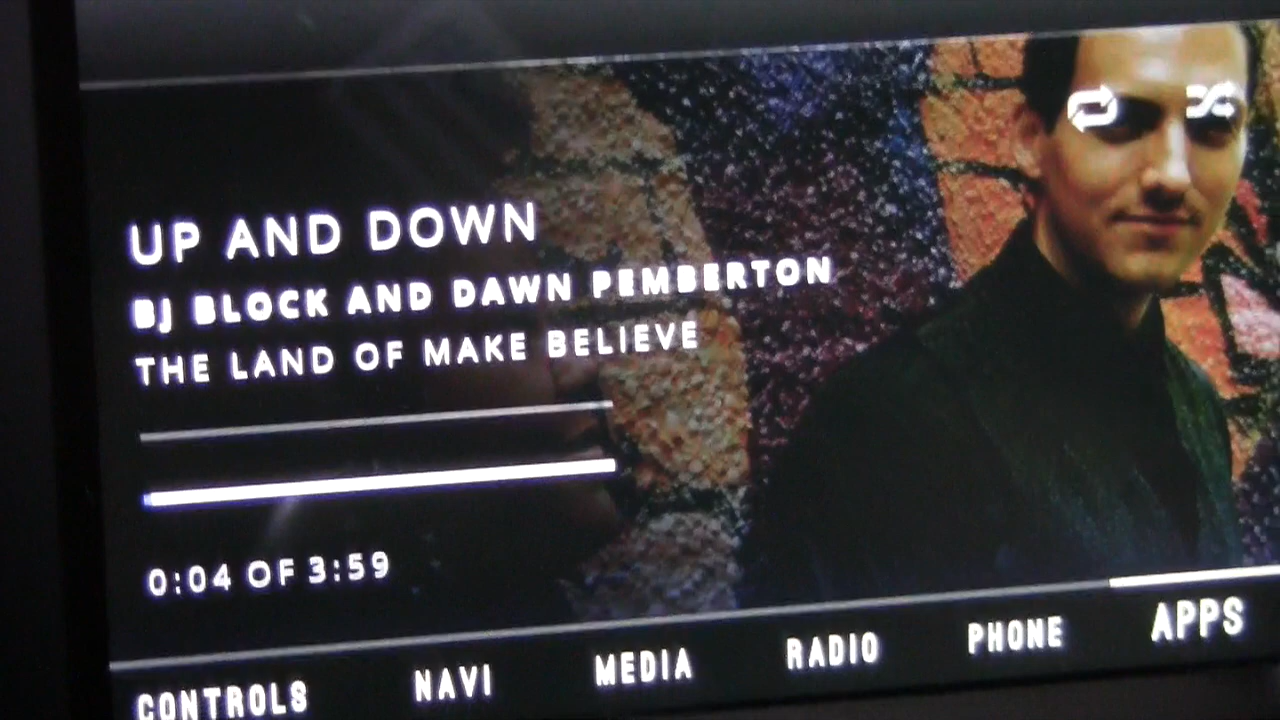 UP AND DOWN
BJ BLOCK AND DAWN PEMBERTON
THE LAND OF MAKE BELIEVE
0:04 OF 3:59
CONTROLS NAVI MEDIA RADIO PHONE APPS